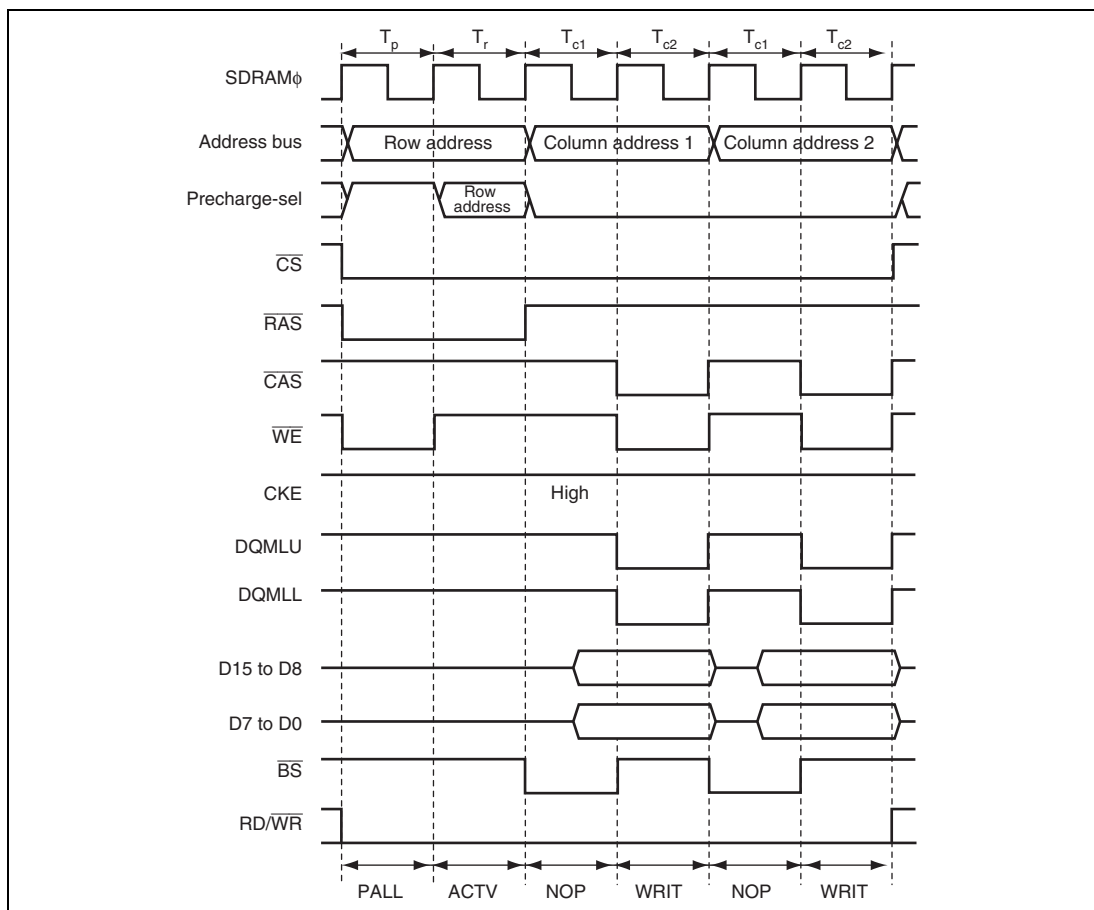 Tp Tr Tc1 Tc2 Tc1 Tc2
SDRAMϕ
Address bus Row address Column address 1 Column address 2
Precharge-sel Row address
CS
RAS
CAS
WE
CKE High
DQMLU
DQMLL
D15 to D8
D7 to D0
BS
RD/WR
PALL ACTV NOP WRIT NOP WRIT